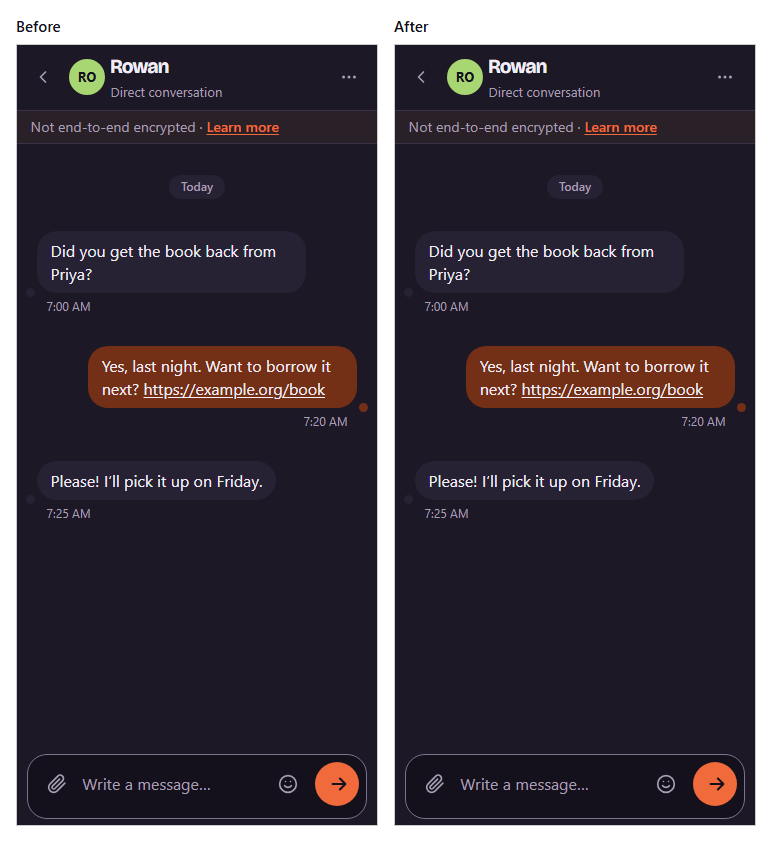 Before
RO
Rowan
Direct conversation
Not end-to-end encrypted · Learn more
Today
Did you get the book back from
Priya?
7:00 AM
Yes, last night. Want to borrow it
next? https://example.org/book
7:20 AM
Please! I’ll pick it up on Friday.
7:25 AM
Write a message...
After
RO
Rowan
Direct conversation
Not end-to-end encrypted · Learn more
Today
Did you get the book back from
Priya?
7:00 AM
Yes, last night. Want to borrow it
next? https://example.org/book
7:20 AM
Please! I’ll pick it up on Friday.
7:25 AM
Write a message...